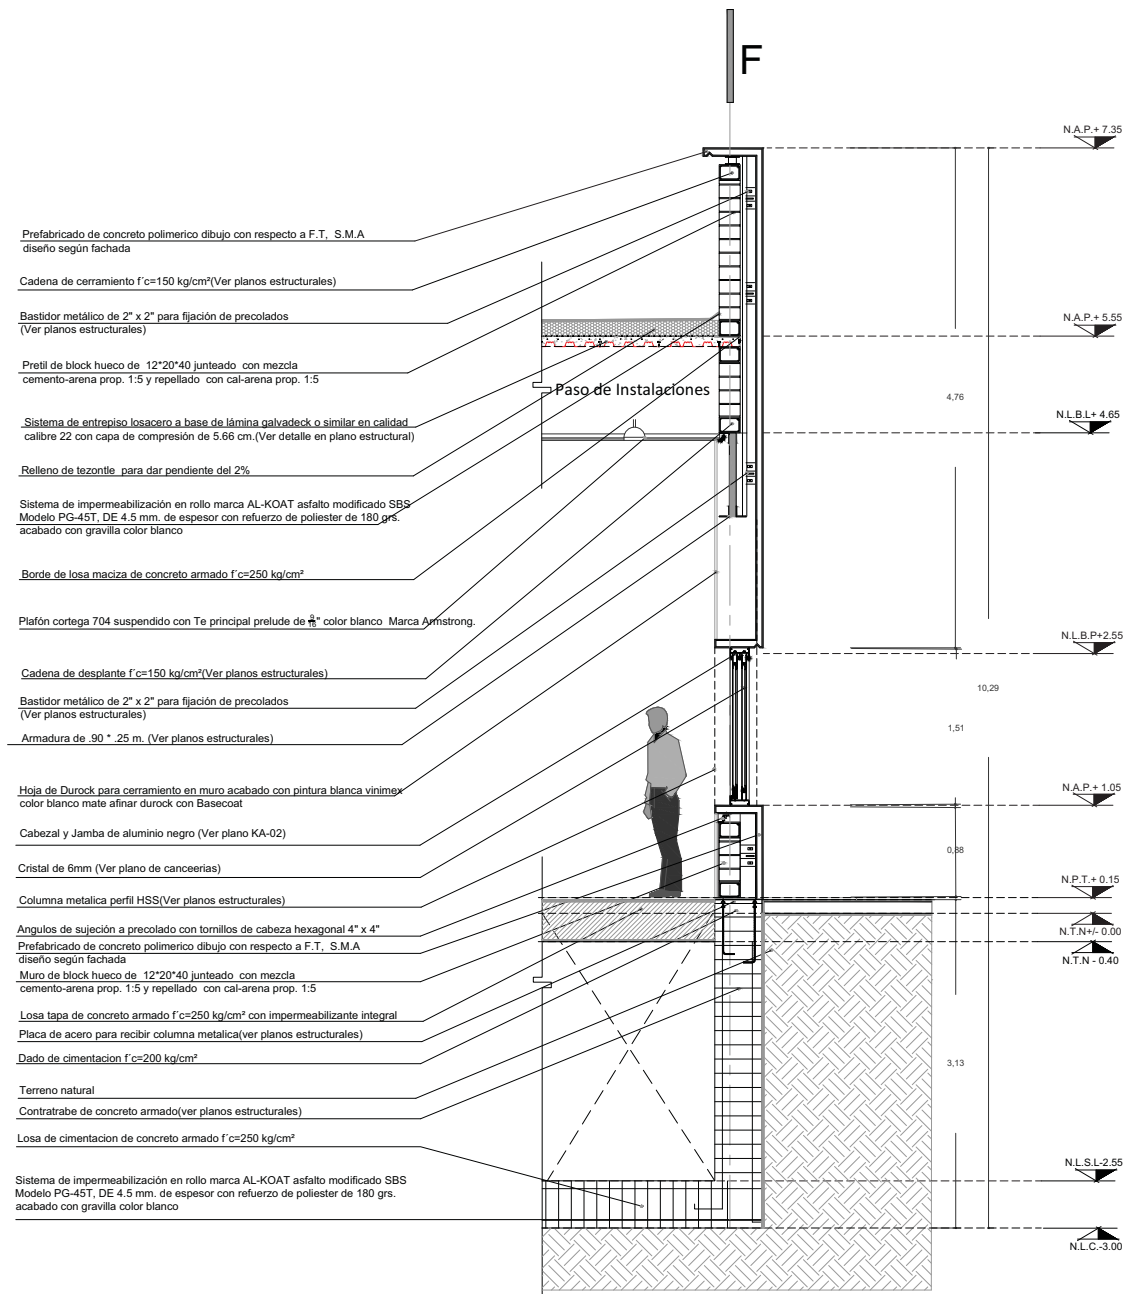 F
N.A.P.+ 7.35
Prefabricado de concreto polimerico dibujo con respecto a F.T, S.M.A
diseño según fachada
Cadena de cerramiento f´c=150 kg/cm²(Ver planos estructurales)
Bastidor metálico de 2" x 2" para fijación de precolados
(Ver planos estructurales)
N.A.P.+ 5.55
Pretil de block hueco de 12*20*40 junteado con mezcla
cemento-arena prop. 1:5 y repellado con cal-arena prop. 1:5
Paso de Instalaciones
4,76
N.L.B.L+ 4.65
Sistema de entrepiso losacero a base de lámina galvadeck o similar en calidad
calibre 22 con capa de compresión de 5.66 cm.(Ver detalle en plano estructural)
Relleno de tezontle para dar pendiente del 2%
Sistema de impermeabilización en rollo marca AL-KOAT asfalto modificado SBS
Modelo PG-45T, DE 4.5 mm. de espesor con refuerzo de poliester de 180 grs.
acabado con gravilla color blanco
Borde de losa maciza de concreto armado f´c=250 kg/cm²
Plafón cortega 704 suspendido con Te principal prelude de 9/16" color blanco Marca Armstrong.
N.L.B.P+2.55
Cadena de desplante f´c=150 kg/cm²(Ver planos estructurales)
10,29
Bastidor metálico de 2" x 2" para fijación de precolados
(Ver planos estructurales)
1,51
Armadura de .90 * .25 m. (Ver planos estructurales)
N.A.P.+ 1.05
Hoja de Durock para cerramiento en muro acabado con pintura blanca vinimex
color blanco mate afinar durock con Basecoat
Cabezal y Jamba de aluminio negro (Ver plano KA-02)
0,88
Cristal de 6mm (Ver plano de canceerias)
N.P.T.+ 0.15
Columna metalica perfil HSS(Ver planos estructurales)
Angulos de sujeción a precolado con tornillos de cabeza hexagonal 4" x 4"
N.T.N+/- 0.00
Prefabricado de concreto polimerico dibujo con respecto a F.T, S.M.A
diseño según fachada
N.T.N - 0.40
Muro de block hueco de 12*20*40 junteado con mezcla
cemento-arena prop. 1:5 y repellado con cal-arena prop. 1:5
Losa tapa de concreto armado f´c=250 kg/cm² con impermeabilizante integral
Placa de acero para recibir columna metalica(ver planos estructurales)
Dado de cimentacion f´c=200 kg/cm²
3,13
Terreno natural
Contratrabe de concreto armado(ver planos estructurales)
Losa de cimentacion de concreto armado f´c=250 kg/cm²
N.L.S.L-2.55
Sistema de impermeabilización en rollo marca AL-KOAT asfalto modificado SBS
Modelo PG-45T, DE 4.5 mm. de espesor con refuerzo de poliester de 180 grs.
acabado con gravilla color blanco
N.L.C.-3.00